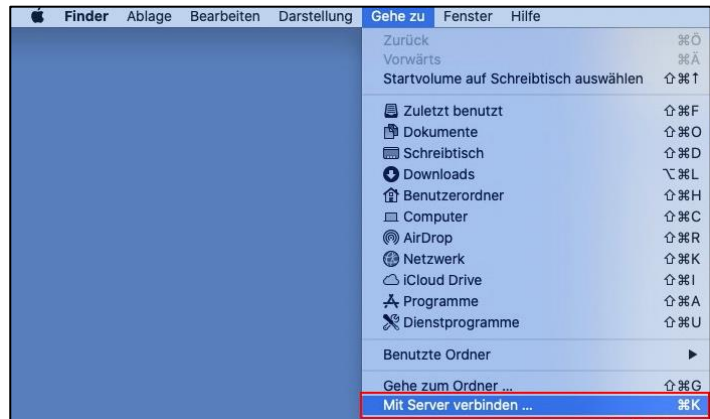 Finder Ablage Bearbeiten Darstellung Gehe zu Fenster Hilfe
Zurück ⌘Ö
Vorwärts ⌘Ä
Startvolume auf Schreibtisch auswählen ⇧⌘↑
Zuletzt benutzt ⇧⌘F
Dokumente ⇧⌘O
Schreibtisch ⇧⌘D
Downloads ⌥⌘L
Benutzerordner ⇧⌘H
Computer ⇧⌘C
AirDrop ⇧⌘R
Netzwerk ⇧⌘K
iCloud Drive ⇧⌘I
Programme ⇧⌘A
Dienstprogramme ⇧⌘U
Benutzte Ordner ▶
Gehe zum Ordner ... ⇧⌘G
Mit Server verbinden ... ⌘K